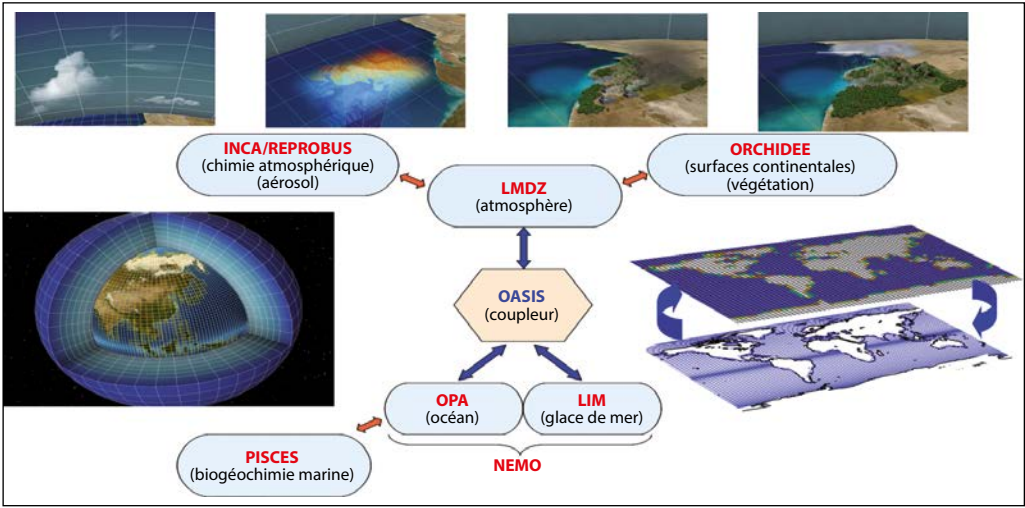 INCA/REPROBUS
(chimie atmosphérique)
(aérosol)
ORCHIDEE
(surfaces continentales)
(végétation)
LMDZ
(atmosphère)
OASIS
(coupleur)
OPA
(océan)
LIM
(glace de mer)
PISCES
(biogéochimie marine)
NEMO